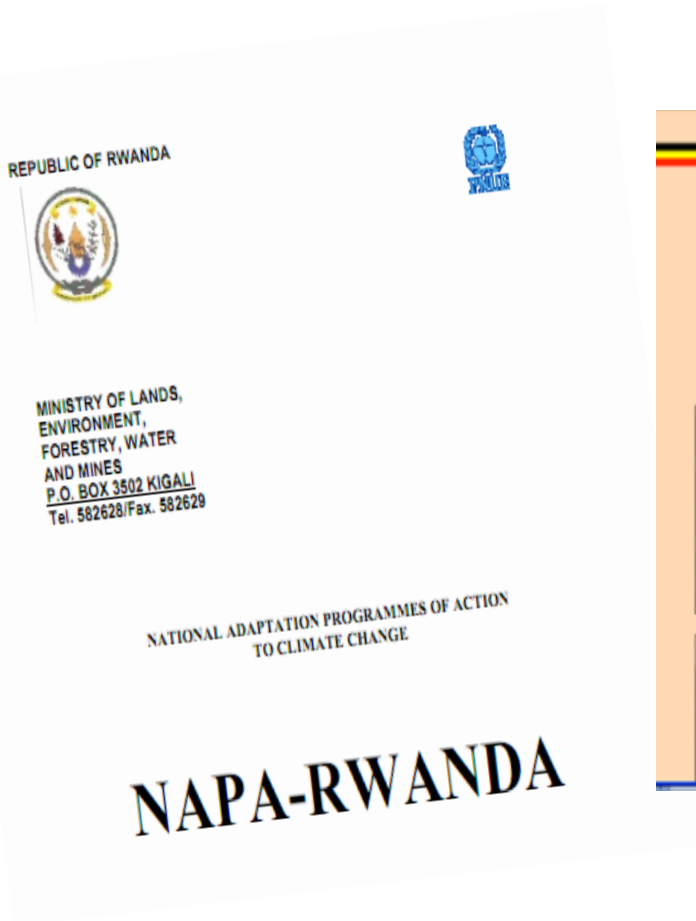 REPUBLIC OF RWANDA
MINISTRY OF LANDS,
ENVIRONMENT,
FORESTRY, WATER
AND MINES
P.O. BOX 3502 KIGALI
Tel. 582628/Fax. 582629
NATIONAL ADAPTATION PROGRAMMES OF ACTION
TO CLIMATE CHANGE
NAPA-RWANDA